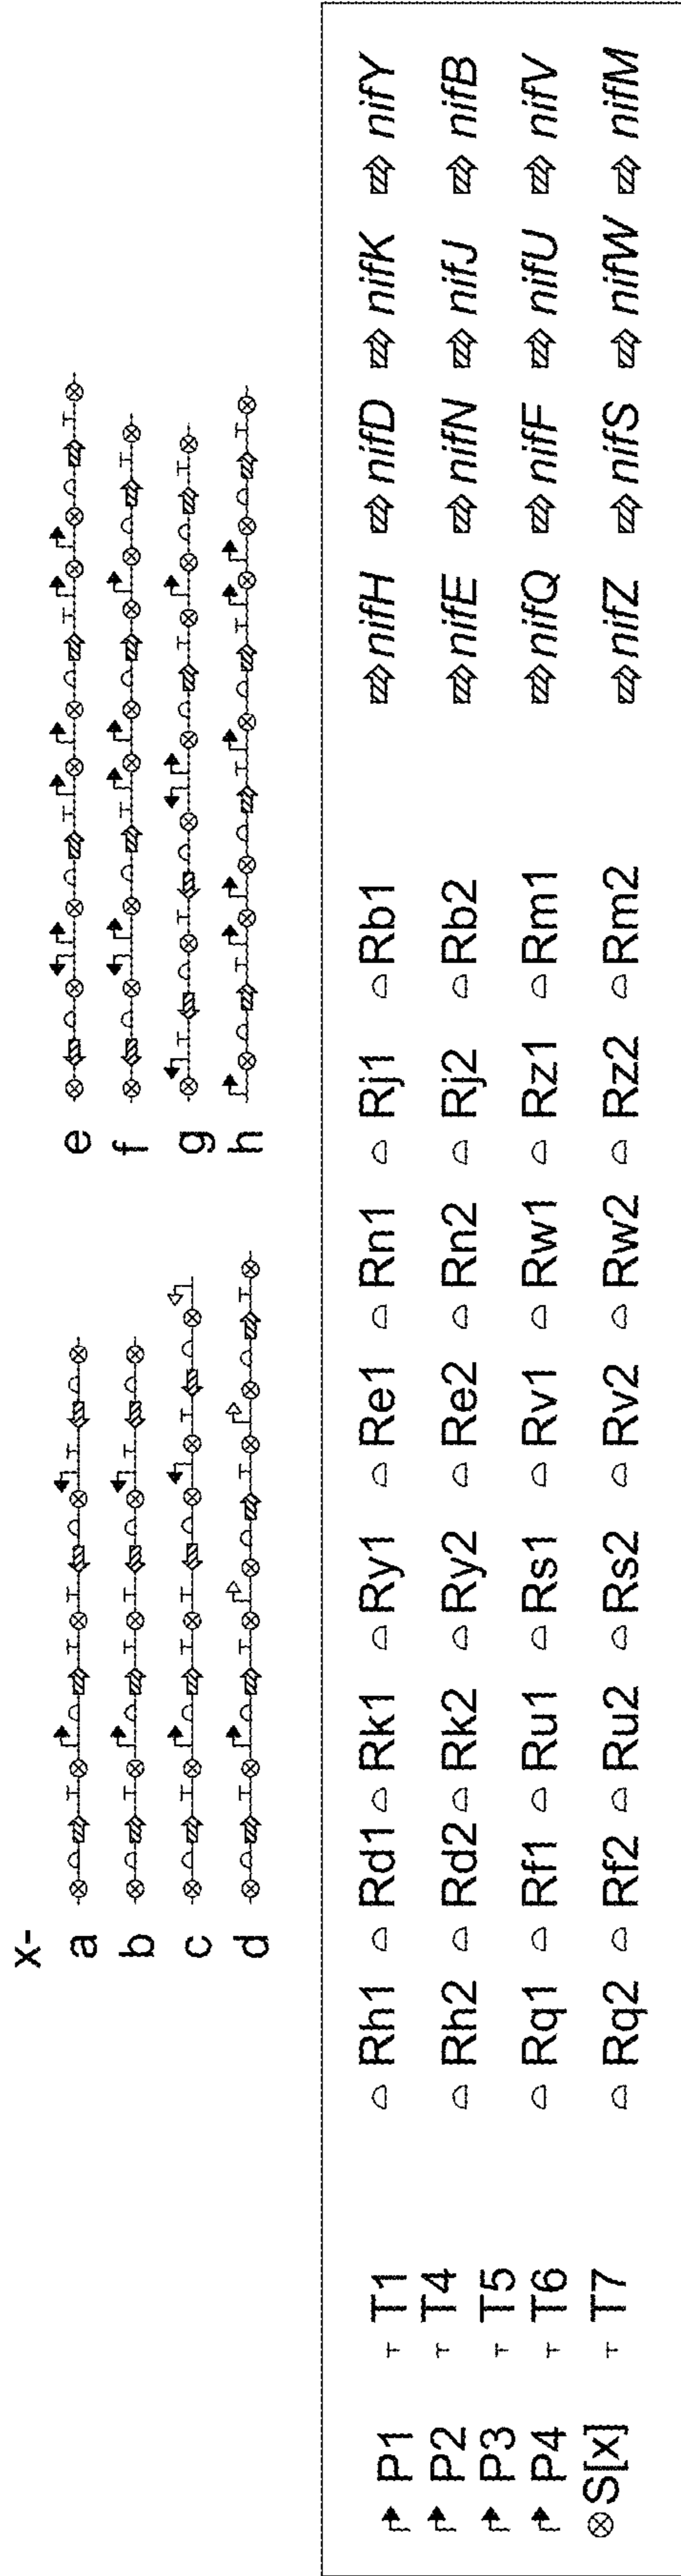 x-
a
b
c
d
e
f
g
h
P1 T1 Rh1 Rd1 Rk1 Ry1 Re1 Rn1 Rj1 Rb1 nifH nifD nifK nifY
P2 T4 Rh2 Rd2 Rk2 Ry2 Re2 Rn2 Rj2 Rb2 nifE nifN nifJ nifB
P3 T5 Rq1 Rf1 Ru1 Rs1 Rv1 Rw1 Rz1 Rm1 nifQ nifF nifU nifV
P4 T6 Rq2 Rf2 Ru2 Rs2 Rv2 Rw2 Rz2 Rm2 nifZ nifS nifW nifM
S[x] T7